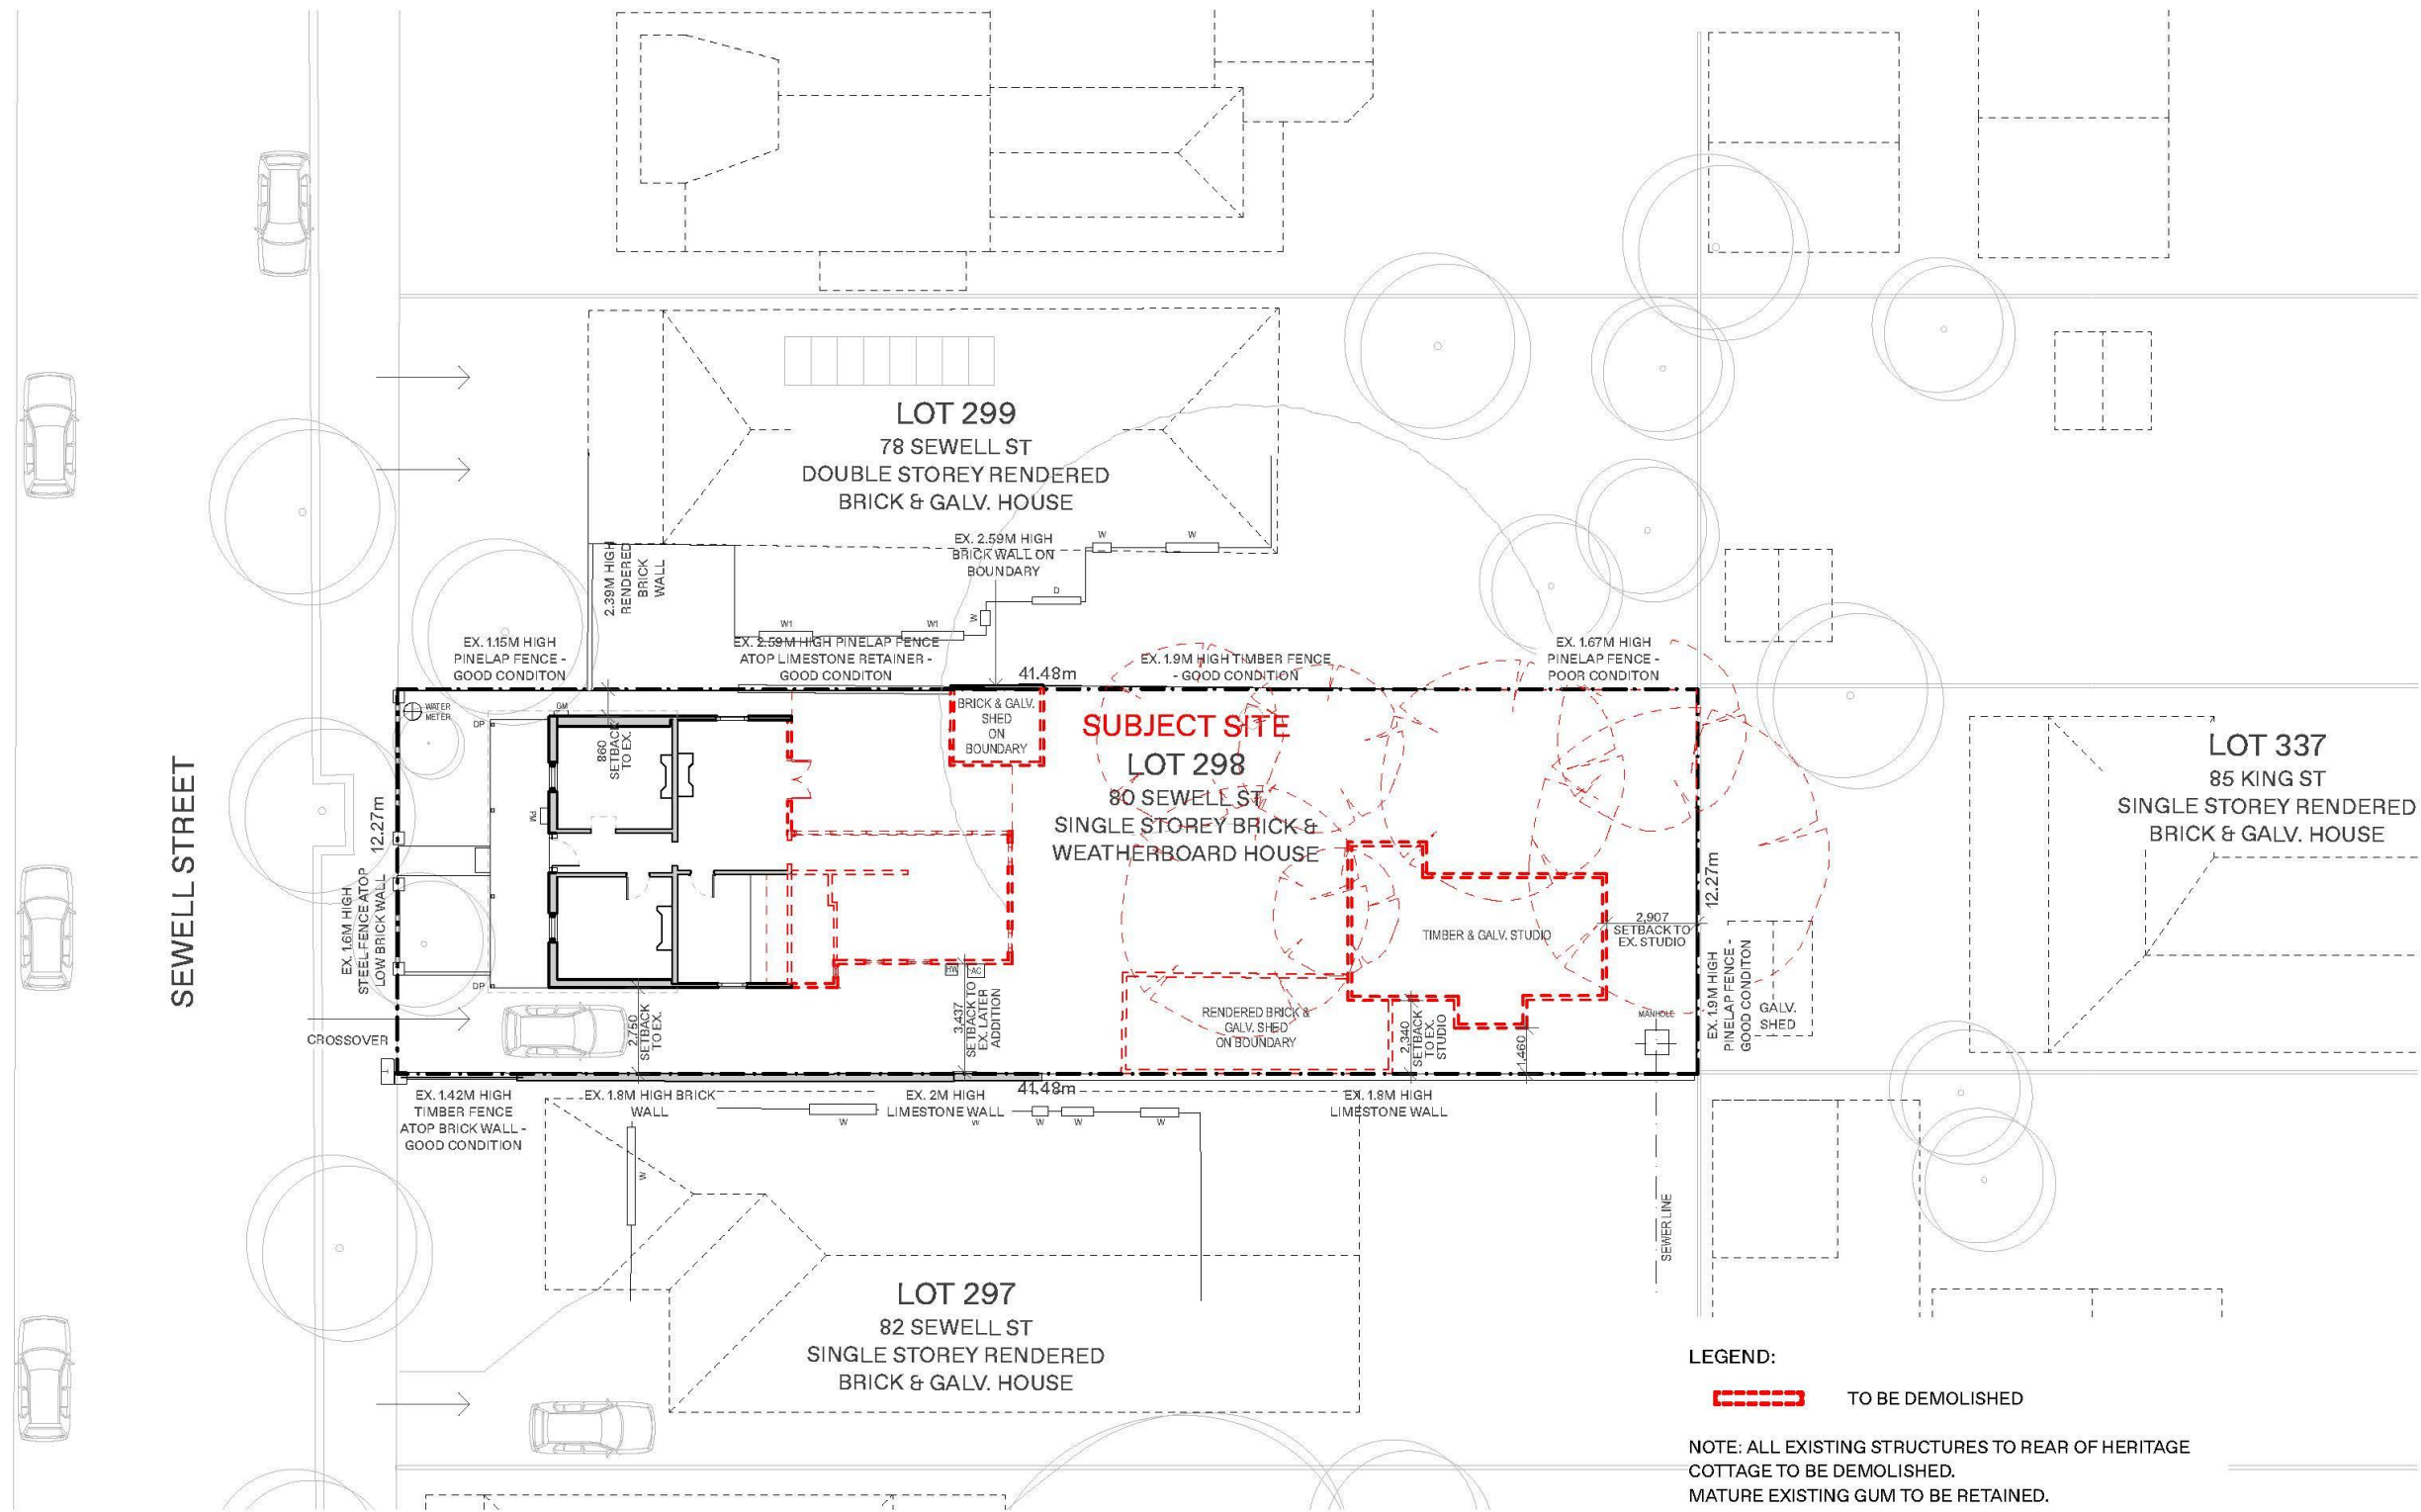 LOT 299
78 SEWELL ST
DOUBLE STOREY RENDERED
BRICK & GALV. HOUSE
EX. 2.59M HIGH
BRICK WALL ON
BOUNDARY
W
W
D
W
W1
W1
2.39M HIGH
RENDERED
BRICK
WALL
EX. 1.15M HIGH
PINELAP FENCE -
GOOD CONDITON
EX. 2.59M HIGH PINELAP FENCE
ATOP LIMESTONE RETAINER -
GOOD CONDITON
41.48m
EX. 1.9M HIGH TIMBER FENCE
- GOOD CONDITION
EX. 1.67M HIGH
PINELAP FENCE -
POOR CONDITON
WATER
METER
DP
GM
860
SETBACK
TO EX.
BRICK & GALV.
SHED
ON
BOUNDARY
SUBJECT SITE
LOT 298
80 SEWELL ST
SINGLE STOREY BRICK &
WEATHERBOARD HOUSE
LOT 337
85 KING ST
SINGLE STOREY RENDERED
BRICK & GALV. HOUSE
SEWELL STREET
12.27m
EX. 1.6M HIGH
STEEL FENCE ATOP
LOW BRICK WALL
PM
DP
12.27m
TIMBER & GALV. STUDIO
2,907
SETBACK TO
EX. STUDIO
HW
AC
2,750
SETBACK
TO EX.
3,437
SETBACK TO
EX. LATER
ADDITION
RENDERED BRICK &
GALV. SHED
ON BOUNDARY
2,340
SETBACK
TO EX.
STUDIO
1,460
MANHOLE
EX. 1.9M HIGH
PINELAP FENCE -
GOOD CONDITON
GALV.
SHED
CROSSOVER
EX. 1.42M HIGH
TIMBER FENCE
ATOP BRICK WALL -
GOOD CONDITION
EX. 1.8M HIGH BRICK
WALL
EX. 2M HIGH
LIMESTONE WALL
41.48m
EX. 1.8M HIGH
LIMESTONE WALL
W
W
W
W
W
W
SEWER LINE
LOT 297
82 SEWELL ST
SINGLE STOREY RENDERED
BRICK & GALV. HOUSE
LEGEND:
TO BE DEMOLISHED
NOTE: ALL EXISTING STRUCTURES TO REAR OF HERITAGE
COTTAGE TO BE DEMOLISHED.
MATURE EXISTING GUM TO BE RETAINED.